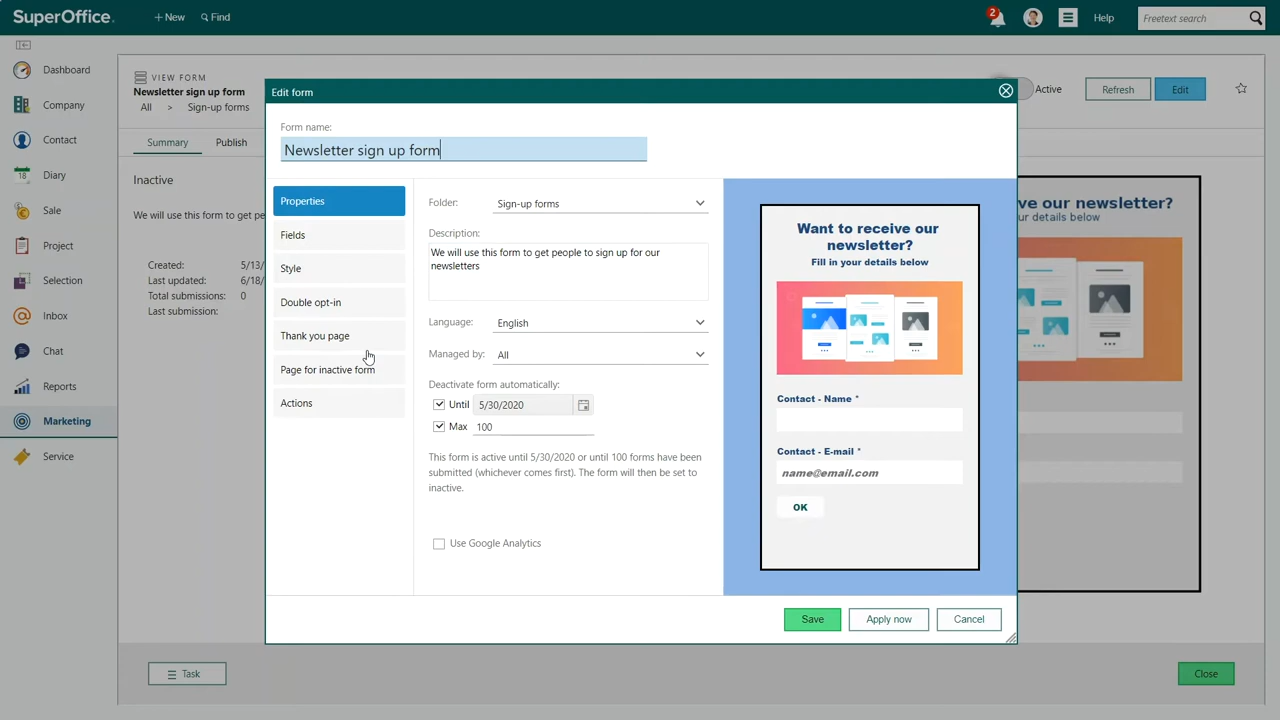 SuperOffice.
+ New
Find
2
Help
Freetext search
Dashboard
Company
Contact
18
Diary
Sale
Project
Selection
Inbox
Chat
Reports
Marketing
Service
VIEW FORM
Newsletter sign up form
All > Sign-up forms
Active
Refresh
Edit
Summary
Publish
Inactive
We will use this form to get pe
Created: 5/13/
Last updated: 6/18/
Total submissions: 0
Last submission:
Edit form
Form name:
Newsletter sign up form
Properties
Fields
Style
Double opt-in
Thank you page
Page for inactive form
Actions
Folder: Sign-up forms
Description:
We will use this form to get people to sign up for our
newsletters
Language: English
Managed by: All
Deactivate form automatically:
Until 5/30/2020
Max 100
This form is active until 5/30/2020 or until 100 forms have been
submitted (whichever comes first). The form will then be set to
inactive.
Use Google Analytics
Want to receive our
newsletter?
Fill in your details below
Contact - Name *
Contact - E-mail *
name@email.com
OK
Save
Apply now
Cancel
ve our newsletter?
r details below
Task
Close